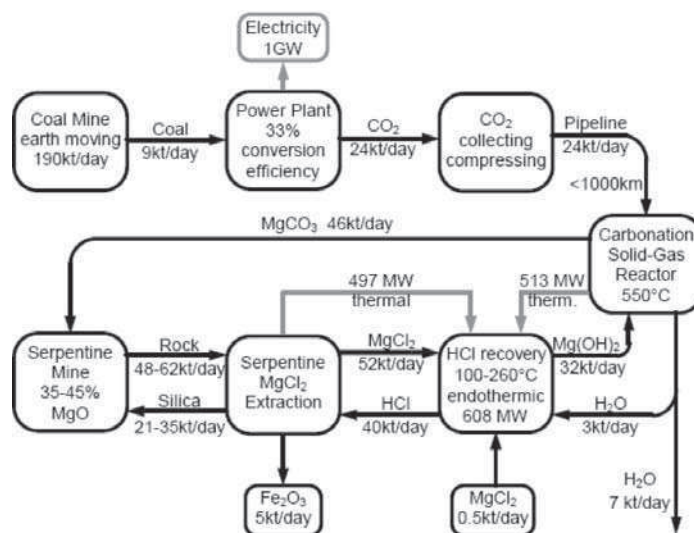 Electricity
1GW
Coal Mine
earth moving
190kt/day
Coal
9kt/day
Power Plant
33%
conversion
efficiency
CO₂
24kt/day
CO₂
collecting
compressing
Pipeline
24kt/day
<1000km
MgCO₃ 46kt/day
Carbonation
Solid-Gas
Reactor
550°C
497 MW
thermal
513 MW
therm.
Serpentine
Mine
35-45%
MgO
Rock
48-62kt/day
Silica
21-35kt/day
Serpentine
MgCl₂
Extraction
MgCl₂
52kt/day
HCl
40kt/day
HCl recovery
100-260°C
endothermic
608 MW
Mg(OH)₂
32kt/day
H₂O
3kt/day
Fe₂O₃
5kt/day
MgCl₂
0.5kt/day
H₂O
7 kt/day